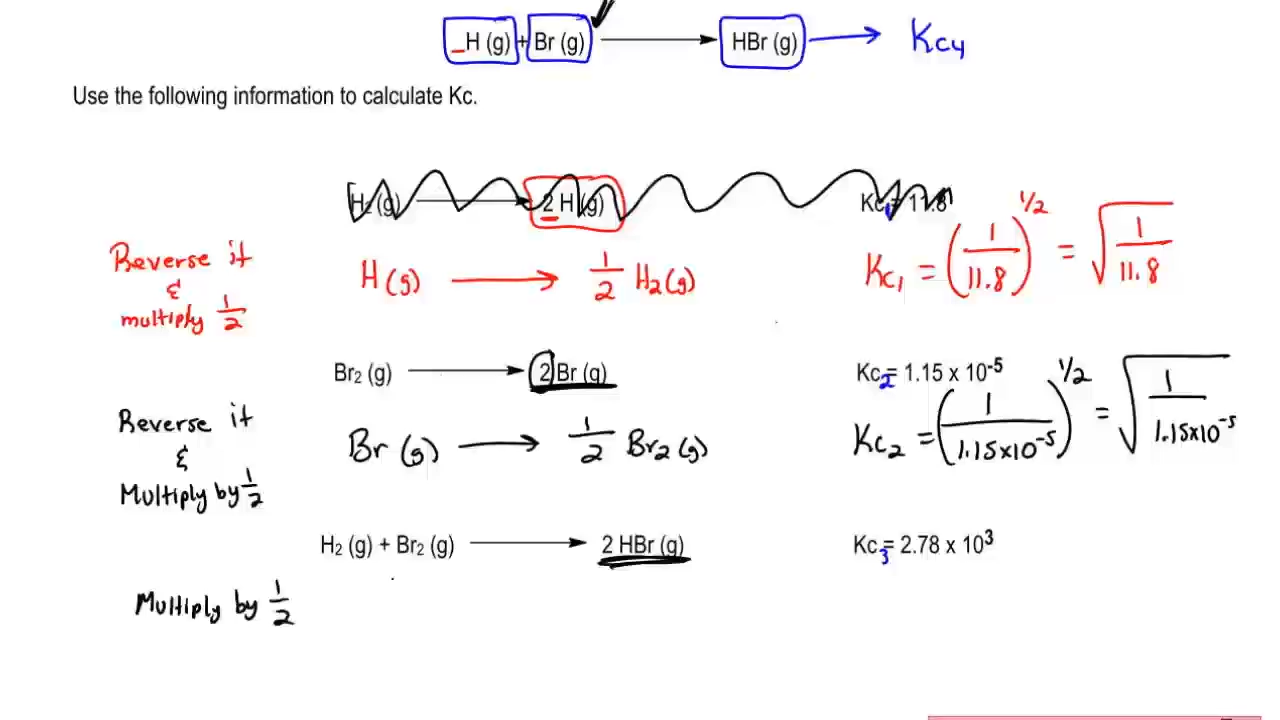 _H (g) + Br (g) → HBr (g) → Kc4
Use the following information to calculate Kc.
H2 (g) → 2 H (g) Kc1 = 11.8
Reverse it
&
multiply 1/2
H (g) → 1/2 H2 (g) Kc1 = (1/11.8)^1/2 = √(1/11.8)
Br2 (g) → 2 Br (g) Kc2 = 1.15 x 10⁻⁵
Reverse it
&
Multiply by 1/2
Br (g) → 1/2 Br2 (g) Kc2 = (1/1.15x10⁻⁵)^1/2 = √(1/1.15x10⁻⁵)
H2 (g) + Br2 (g) → 2 HBr (g) Kc3 = 2.78 x 10³
Multiply by 1/2